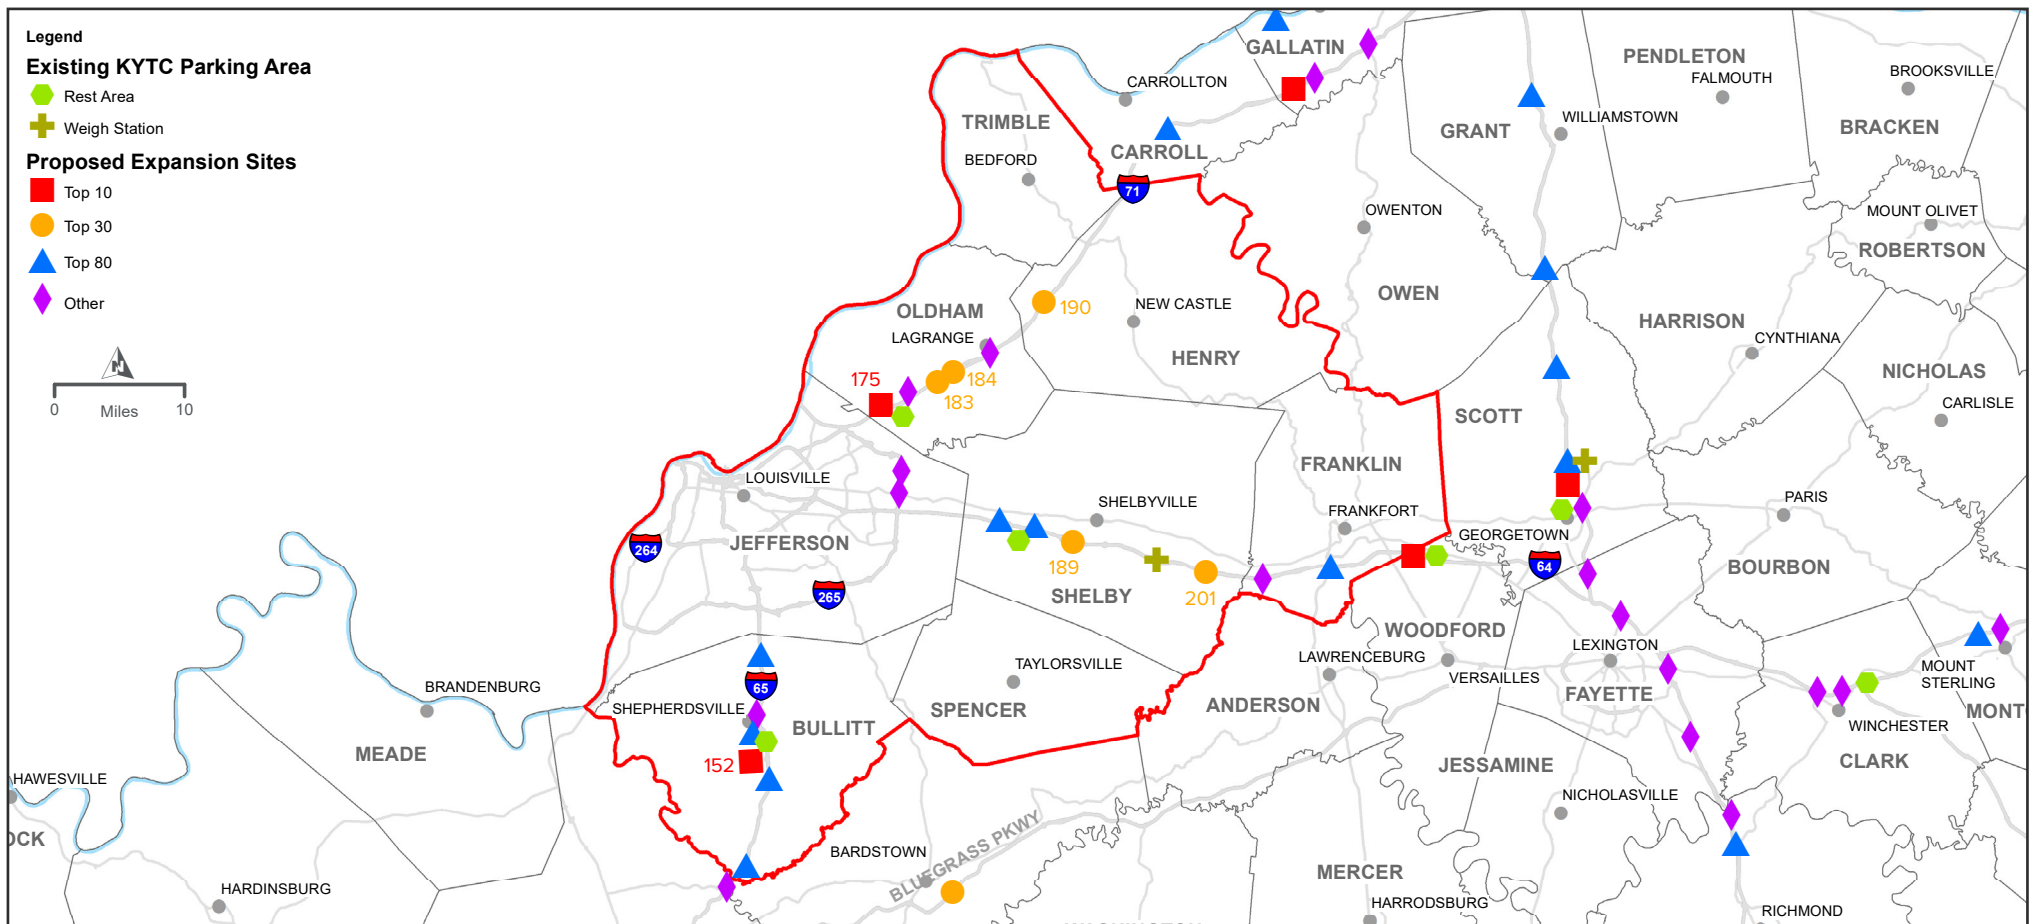 Legend
Existing KYTC Parking Area
Rest Area
Weigh Station
Proposed Expansion Sites
Top 10
Top 30
Top 80
Other
N
0 Miles 10
GALLATIN
PENDLETON
FALMOUTH
BROOKSVILLE
CARROLLTON
WILLIAMSTOWN
TRIMBLE
GRANT
BRACKEN
BEDFORD
CARROLL
71
OWENTON
MOUNT OLIVET
ROBERTSON
OWEN
190
NEW CASTLE
OLDHAM
HARRISON
LAGRANGE
CYNTHIANA
HENRY
NICHOLAS
175
184
183
CARLISLE
SCOTT
FRANKLIN
LOUISVILLE
SHELBYVILLE
PARIS
FRANKFORT
GEORGETOWN
264
JEFFERSON
189
64
BOURBON
265
SHELBY
201
WOODFORD
LEXINGTON
LAWRENCEBURG
TAYLORSVILLE
VERSAILLES
MOUNT
STERLING
BRANDENBURG
65
FAYETTE
SHEPHERDSVILLE
SPENCER
ANDERSON
MONTG
BULLITT
WINCHESTER
MEADE
152
JESSAMINE
CLARK
HAWESVILLE
NICHOLASVILLE
OCK
BARDSTOWN
BLUEGRASS PKWY
MERCER
HARDINSBURG
HARRODSBURG
RICHMOND
WASHINGTON